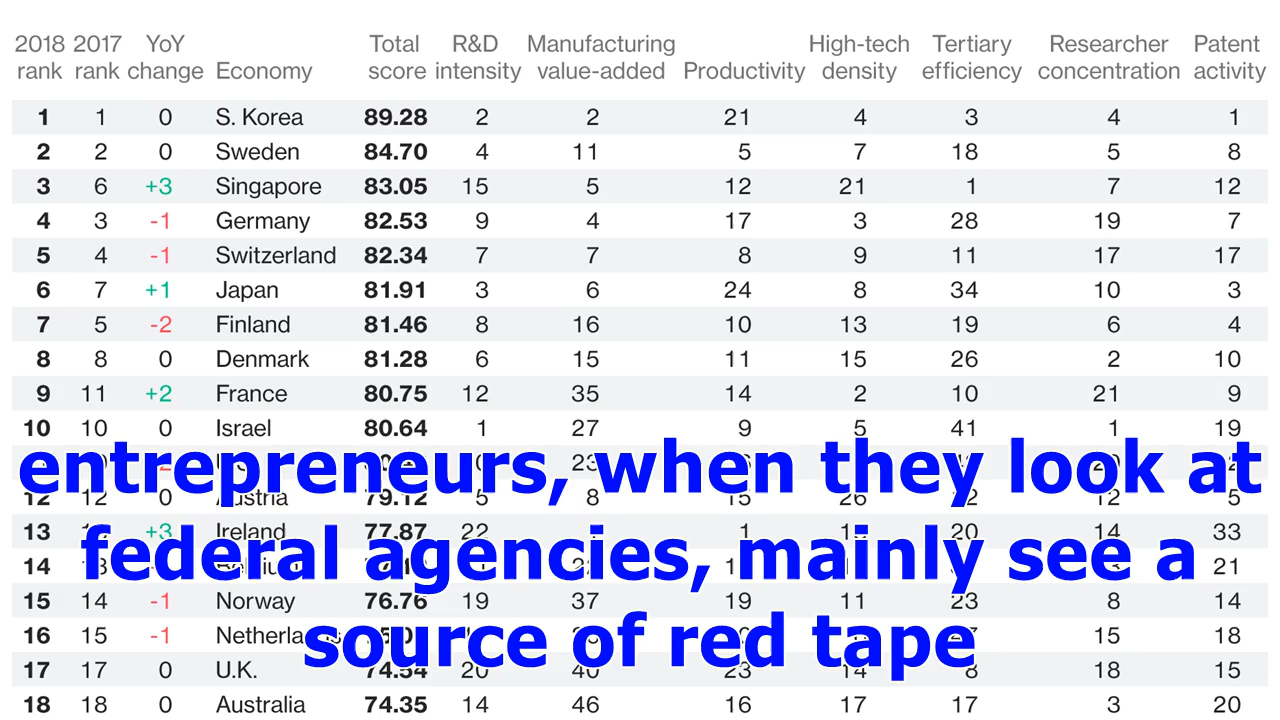 2018 2017 YoY Total R&D Manufacturing High-tech Tertiary Researcher Patent
rank rank change Economy score intensity value-added Productivity density efficiency concentration activity
1 1 0 S. Korea 89.28 2 2 21 4 3 4 1
2 2 0 Sweden 84.70 4 11 5 7 18 5 8
3 6 +3 Singapore 83.05 15 5 12 21 1 7 12
4 3 -1 Germany 82.53 9 4 17 3 28 19 7
5 4 -1 Switzerland 82.34 7 7 8 9 11 17 17
6 7 +1 Japan 81.91 3 6 24 8 34 10 3
7 5 -2 Finland 81.46 8 16 10 13 19 6 4
8 8 0 Denmark 81.28 6 15 11 15 26 2 10
9 11 +2 France 80.75 12 35 14 2 10 21 9
10 10 0 Israel 80.64 1 27 9 5 41 1 19
entrepreneurs, when they look at
12 12 0 Austria 79.12 5 8 15 26 12 5
13 +3 Ireland 77.87 22 1 20 14 33
federal agencies, mainly see a
14 21
15 14 -1 Norway 76.76 19 37 19 11 23 8 14
16 15 -1 15 18
source of red tape
17 17 0 U.K. 74.54 20 40 23 14 8 18 15
18 18 0 Australia 74.35 14 46 16 17 17 3 20